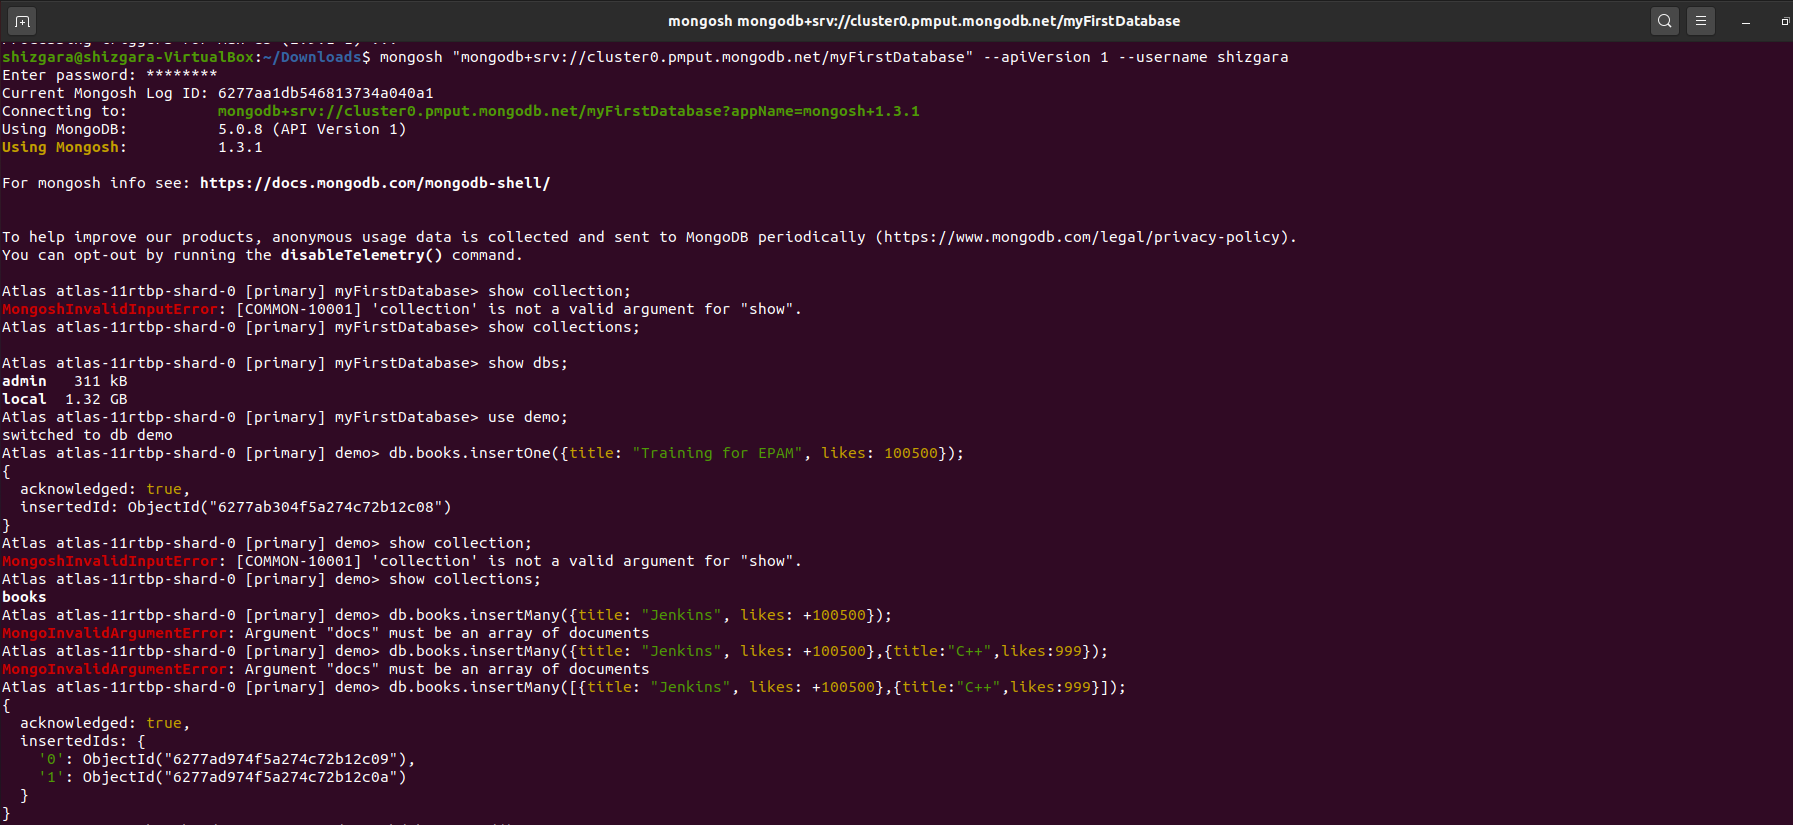 mongosh mongodb+srv://cluster0.pmput.mongodb.net/myFirstDatabase
shizgara@shizgara-VirtualBox:~/Downloads$ mongosh "mongodb+srv://cluster0.pmput.mongodb.net/myFirstDatabase" --apiVersion 1 --username shizgara
Enter password: ********
Current Mongosh Log ID: 6277aa1db546813734a040a1
Connecting to: mongodb+srv://cluster0.pmput.mongodb.net/myFirstDatabase?appName=mongosh+1.3.1
Using MongoDB: 5.0.8 (API Version 1)
Using Mongosh: 1.3.1
For mongosh info see: https://docs.mongodb.com/mongodb-shell/
To help improve our products, anonymous usage data is collected and sent to MongoDB periodically (https://www.mongodb.com/legal/privacy-policy).
You can opt-out by running the disableTelemetry() command.
Atlas atlas-11rtbp-shard-0 [primary] myFirstDatabase> show collection;
MongoshInvalidInputError: [COMMON-10001] 'collection' is not a valid argument for "show".
Atlas atlas-11rtbp-shard-0 [primary] myFirstDatabase> show collections;
Atlas atlas-11rtbp-shard-0 [primary] myFirstDatabase> show dbs;
admin 311 kB
local 1.32 GB
Atlas atlas-11rtbp-shard-0 [primary] myFirstDatabase> use demo;
switched to db demo
Atlas atlas-11rtbp-shard-0 [primary] demo> db.books.insertOne({title: "Training for EPAM", likes: 100500});
{
acknowledged: true,
insertedId: ObjectId("6277ab304f5a274c72b12c08")
}
Atlas atlas-11rtbp-shard-0 [primary] demo> show collection;
MongoshInvalidInputError: [COMMON-10001] 'collection' is not a valid argument for "show".
Atlas atlas-11rtbp-shard-0 [primary] demo> show collections;
books
Atlas atlas-11rtbp-shard-0 [primary] demo> db.books.insertMany({title: "Jenkins", likes: +100500});
MongoInvalidArgumentError: Argument "docs" must be an array of documents
Atlas atlas-11rtbp-shard-0 [primary] demo> db.books.insertMany({title: "Jenkins", likes: +100500},{title:"C++",likes:999});
MongoInvalidArgumentError: Argument "docs" must be an array of documents
Atlas atlas-11rtbp-shard-0 [primary] demo> db.books.insertMany([{title: "Jenkins", likes: +100500},{title:"C++",likes:999}]);
{
acknowledged: true,
insertedIds: {
'0': ObjectId("6277ad974f5a274c72b12c09"),
'1': ObjectId("6277ad974f5a274c72b12c0a")
}
}